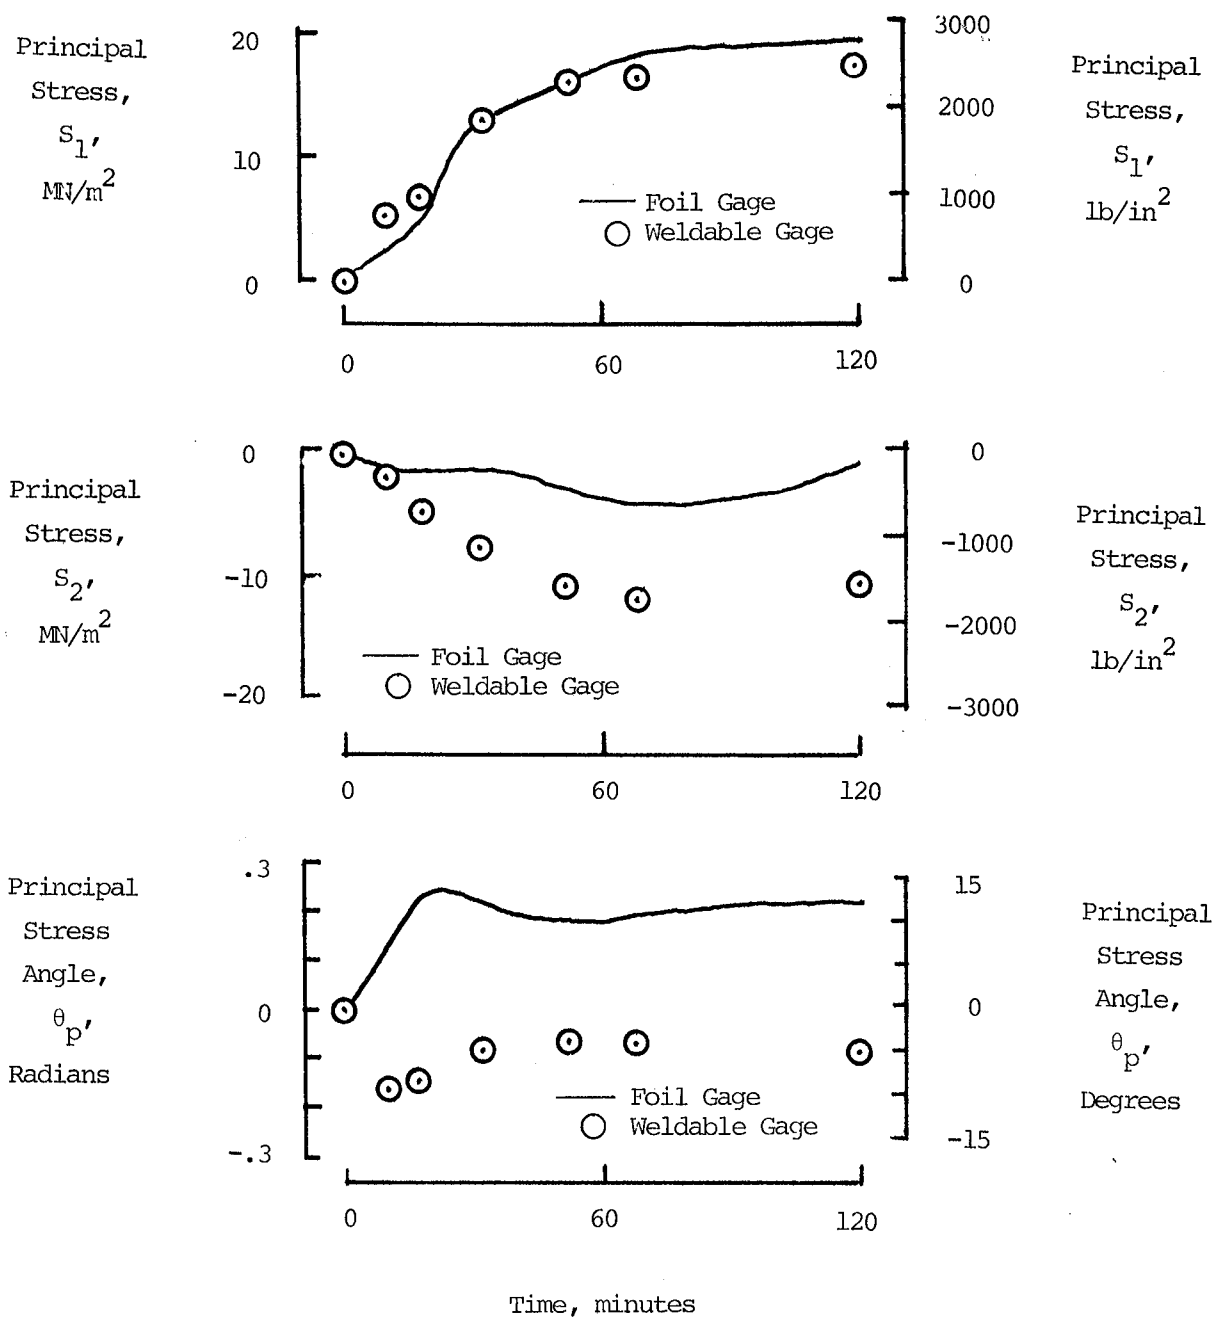 Principal
Stress,
S1,
MN/m2
20
10
0
3000
2000
1000
0
Principal
Stress,
S1,
lb/in2
Foil Gage
Weldable Gage
0
60
120
Principal
Stress,
S2,
MN/m2
0
-10
-20
0
-1000
-2000
-3000
Principal
Stress,
S2,
lb/in2
Foil Gage
Weldable Gage
0
60
120
Principal
Stress
Angle,
θp,
Radians
.3
0
-.3
15
0
-15
Principal
Stress
Angle,
θp,
Degrees
Foil Gage
Weldable Gage
0
60
120
Time, minutes